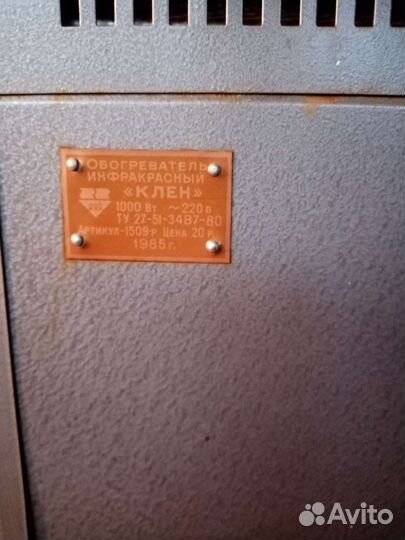 ОБОГРЕВАТЕЛЬ
ИНФРАКРАСНЫЙ
«КЛЕН»
1000 Вт ~220 в
ТУ 27-51-3487-80
Артикул-1509-р Цена 20 р.
1985 г.
Avito